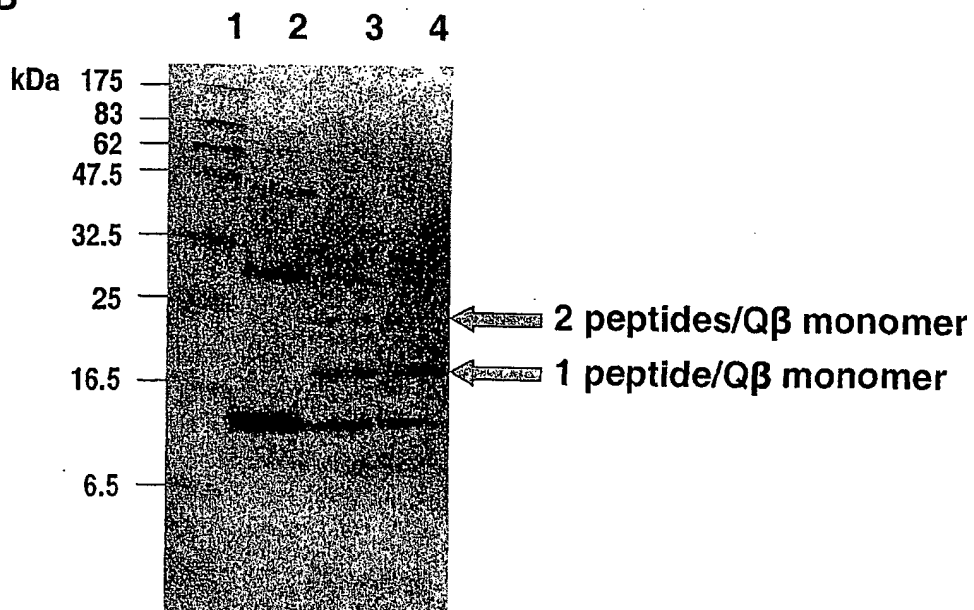 B
1 2 3 4
kDa 175
83
62
47.5
32.5
25
2 peptides/Qβ monomer
16.5
1 peptide/Qβ monomer
6.5